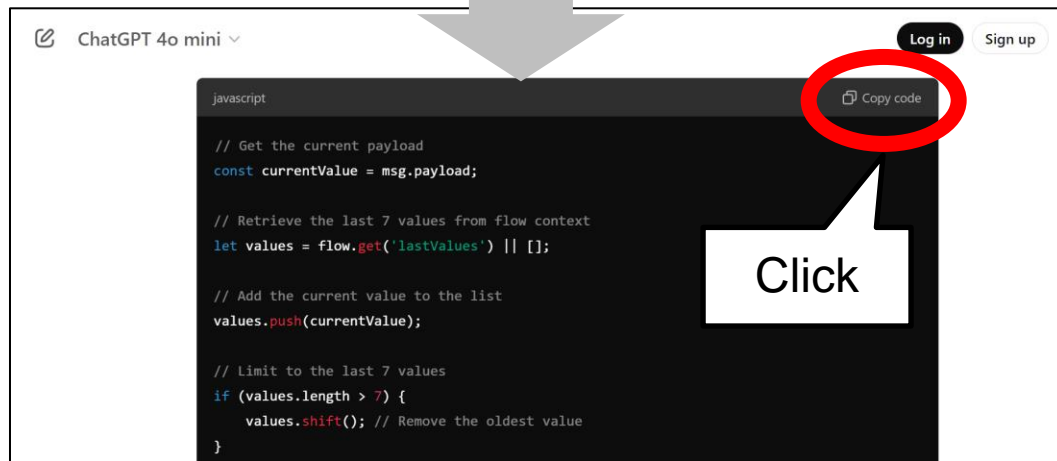 ChatGPT 4o mini
Log in
Sign up
javascript
Copy code
// Get the current payload
const currentValue = msg.payload;
// Retrieve the last 7 values from flow context
let values = flow.get('lastValues') || [];
Click
// Add the current value to the list
values.push(currentValue);
// Limit to the last 7 values
if (values.length > 7) {
    values.shift(); // Remove the oldest value
}